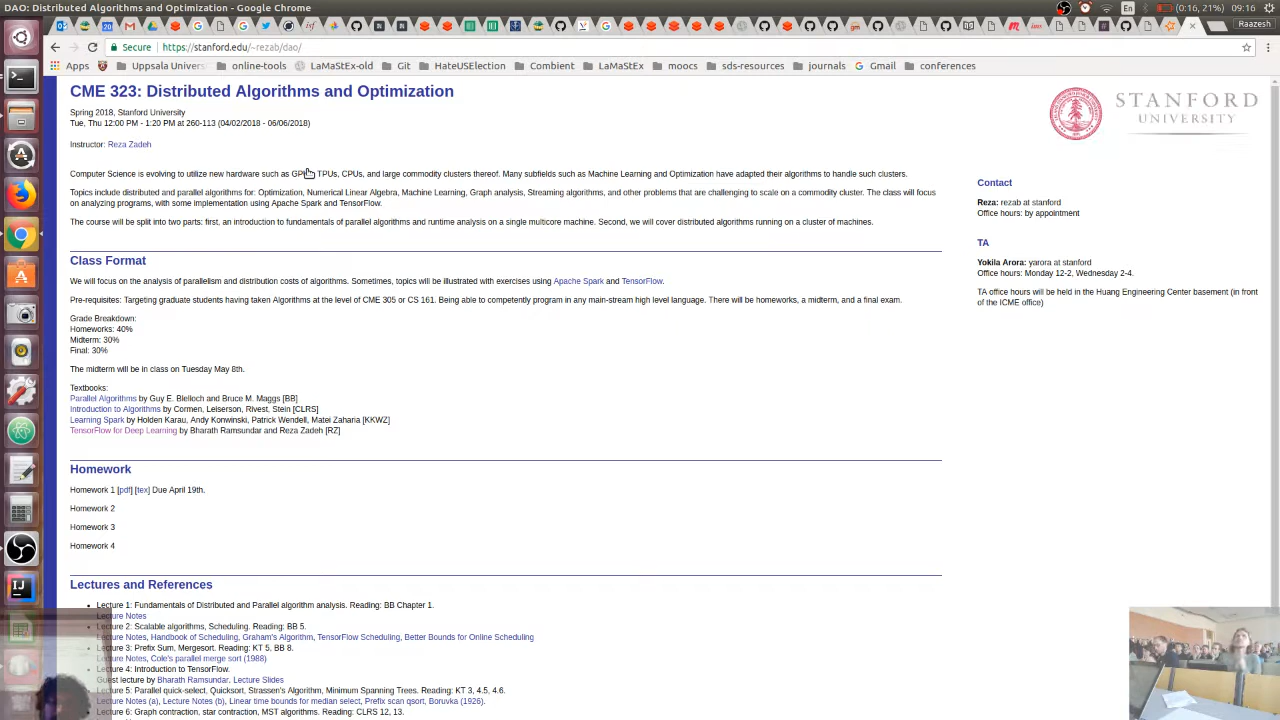 DAO: Distributed Algorithms and Optimization - Google Chrome
(0:16, 21%)
En
09:16
Raazesh
Secure
https://stanford.edu/~rezab/dao/
Apps
Uppsala Univer
online-tools
LaMaStEx-old
Git
HateUSElection
Combient
LaMaStEx
moocs
sds-resources
journals
Gmail
conferences
CME 323: Distributed Algorithms and Optimization
Spring 2018, Stanford University
Tue, Thu 12:00 PM - 1:20 PM at 260-113 (04/02/2018 - 06/06/2018)
Instructor: Reza Zadeh
Computer Science is evolving to utilize new hardware such as GP TPUs, CPUs, and large commodity clusters thereof. Many subfields such as Machine Learning and Optimization have adapted their algorithms to handle such clusters.
Topics include distributed and parallel algorithms for: Optimization, Numerical Linear Algebra, Machine Learning, Graph analysis, Streaming algorithms, and other problems that are challenging to scale on a commodity cluster. The class will focus
on analyzing programs, with some implementation using Apache Spark and TensorFlow.
The course will be split into two parts: first, an introduction to fundamentals of parallel algorithms and runtime analysis on a single multicore machine. Second, we will cover distributed algorithms running on a cluster of machines.
Class Format
We will focus on the analysis of parallelism and distribution costs of algorithms. Sometimes, topics will be illustrated with exercises using Apache Spark and TensorFlow.
Pre-requisites: Targeting graduate students having taken Algorithms at the level of CME 305 or CS 161. Being able to competently program in any main-stream high level language. There will be homeworks, a midterm, and a final exam.
Grade Breakdown:
Homeworks: 40%
Midterm: 30%
Final: 30%
The midterm will be in class on Tuesday May 8th.
Textbooks:
Parallel Algorithms by Guy E. Blelloch and Bruce M. Maggs [BB]
Introduction to Algorithms by Cormen, Leiserson, Rivest, Stein [CLRS]
Learning Spark by Holden Karau, Andy Konwinski, Patrick Wendell, Matei Zaharia [KKWZ]
TensorFlow for Deep Learning by Bharath Ramsundar and Reza Zadeh [RZ]
Homework
Homework 1 [pdf] [tex] Due April 19th.
Homework 2
Homework 3
Homework 4
Lectures and References
Lecture 1: Fundamentals of Distributed and Parallel algorithm analysis. Reading: BB Chapter 1.
Lecture Notes
Lecture 2: Scalable algorithms, Scheduling. Reading: BB 5.
Lecture Notes, Handbook of Scheduling, Graham's Algorithm, TensorFlow Scheduling, Better Bounds for Online Scheduling
Lecture 3: Prefix Sum, Mergesort. Reading: KT 5, BB 8.
Lecture Notes, Cole's parallel merge sort (1988)
Lecture 4: Introduction to TensorFlow.
Guest lecture by Bharath Ramsundar. Lecture Slides
Lecture 5: Parallel quick-select, Quicksort, Strassen's Algorithm, Minimum Spanning Trees. Reading: KT 3, 4.5, 4.6.
Lecture Notes (a), Lecture Notes (b), Linear time bounds for median select, Prefix scan qsort, Boruvka (1926).
Lecture 6: Graph contraction, star contraction, MST algorithms. Reading: CLRS 12, 13.
STANFORD
UNIVERSITY
Contact
Reza: rezab at stanford
Office hours: by appointment
TA
Yokila Arora: yarora at stanford
Office hours: Monday 12-2, Wednesday 2-4.
TA office hours will be held in the Huang Engineering Center basement (in front
of the ICME office)